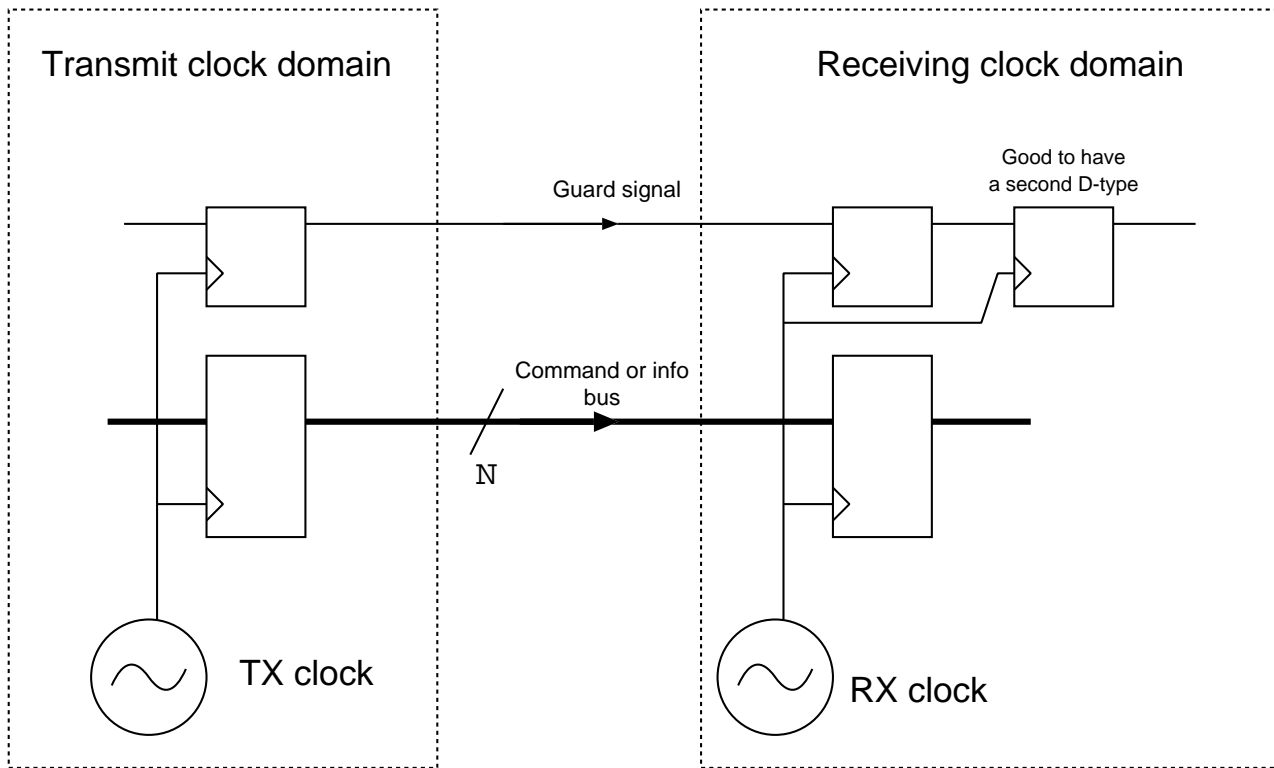 Transmit clock domain
Receiving clock domain
Good to have
a second D-type
Guard signal
Command or info
bus
N
TX clock
RX clock